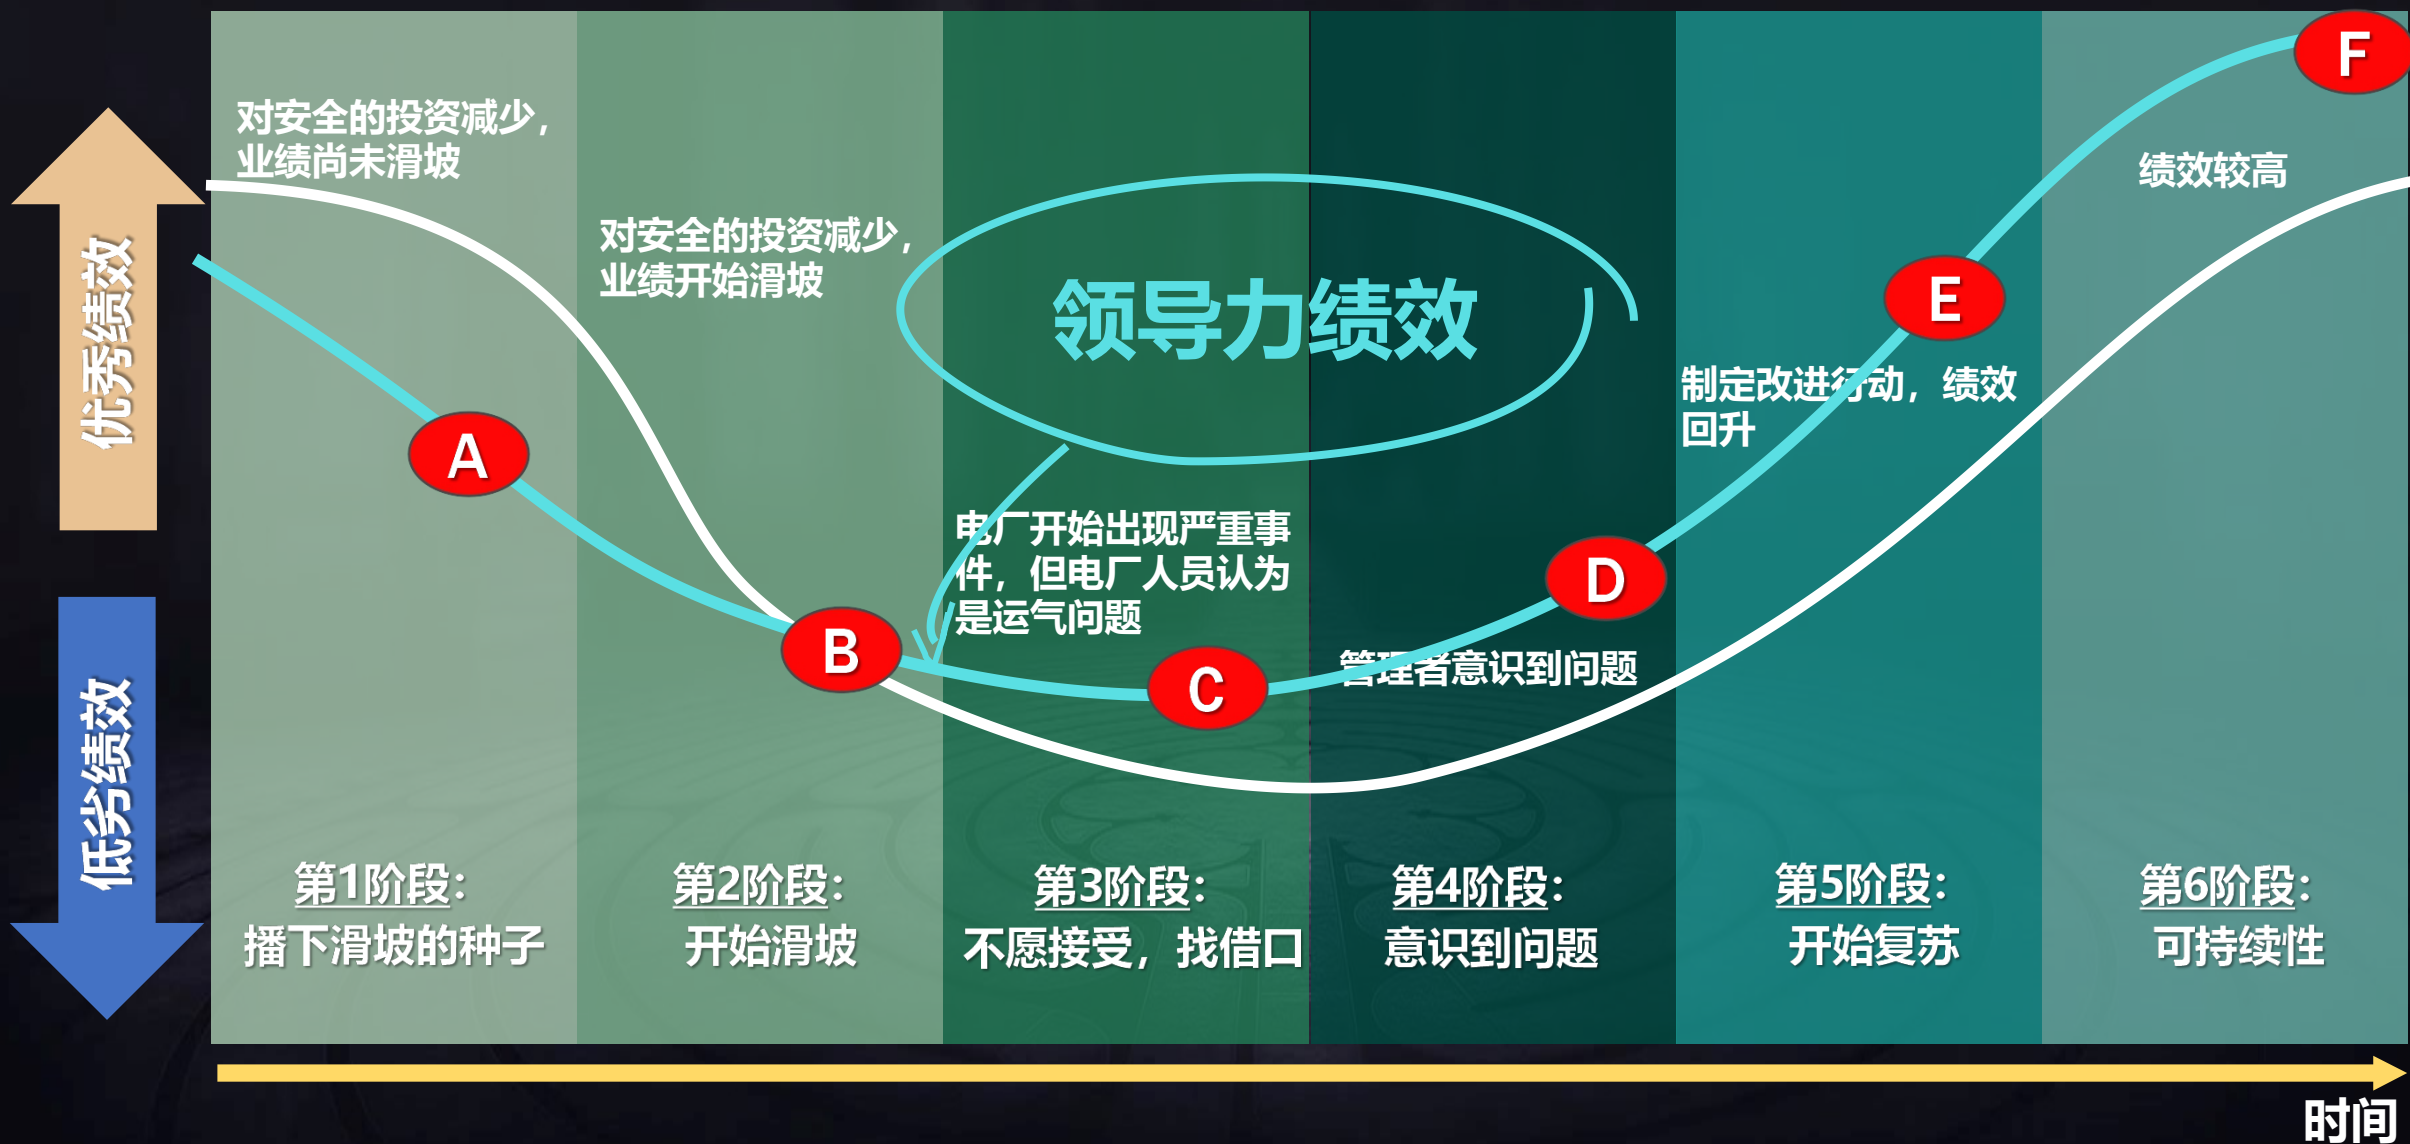 优秀绩效
低劣绩效
对安全的投资减少，
业绩尚未滑坡
A
对安全的投资减少，
业绩开始滑坡
B
领导力绩效
电厂开始出现严重事
件，但电厂人员认为
是运气问题
C
管理者意识到问题
D
制定改进行动，绩效
回升
E
绩效较高
F
第1阶段：
播下滑坡的种子
第2阶段：
开始滑坡
第3阶段：
不愿接受，找借口
第4阶段：
意识到问题
第5阶段：
开始复苏
第6阶段：
可持续性
时间